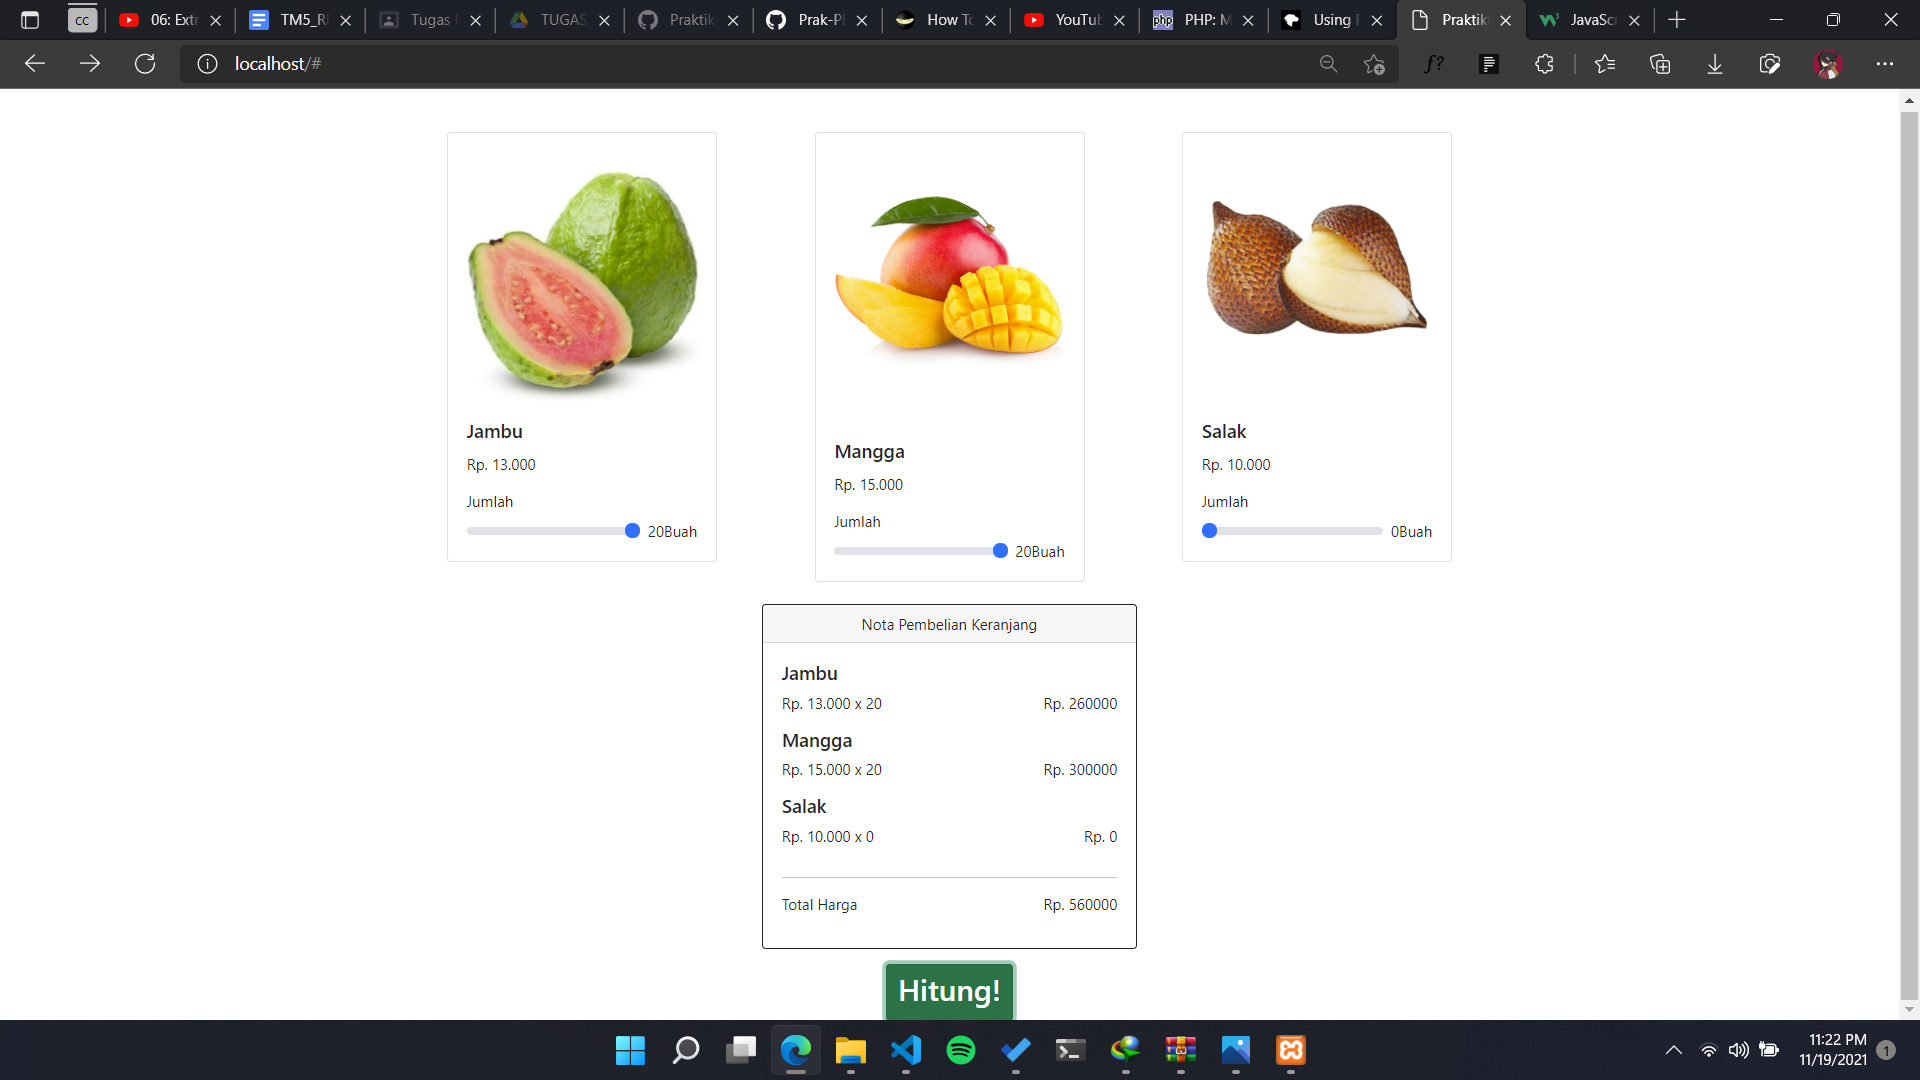 cc
06: Extr
TM5_R
Tugas
TUGAS
Praktik
Prak-P
How To
YouTub
PHP: M
Using
Praktik
JavaScr
localhost/#
Jambu
Rp. 13.000
Jumlah
20Buah
Mangga
Rp. 15.000
Jumlah
20Buah
Salak
Rp. 10.000
Jumlah
0Buah
Nota Pembelian Keranjang
Jambu
Rp. 13.000 x 20 Rp. 260000
Mangga
Rp. 15.000 x 20 Rp. 300000
Salak
Rp. 10.000 x 0 Rp. 0
Total Harga Rp. 560000
Hitung!
11:22 PM
11/19/2021
1